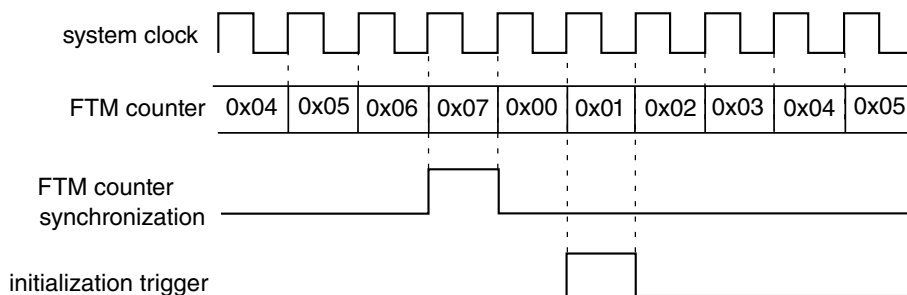 system clock
FTM counter 0x04 0x05 0x06 0x07 0x00 0x01 0x02 0x03 0x04 0x05
FTM counter
synchronization
initialization trigger